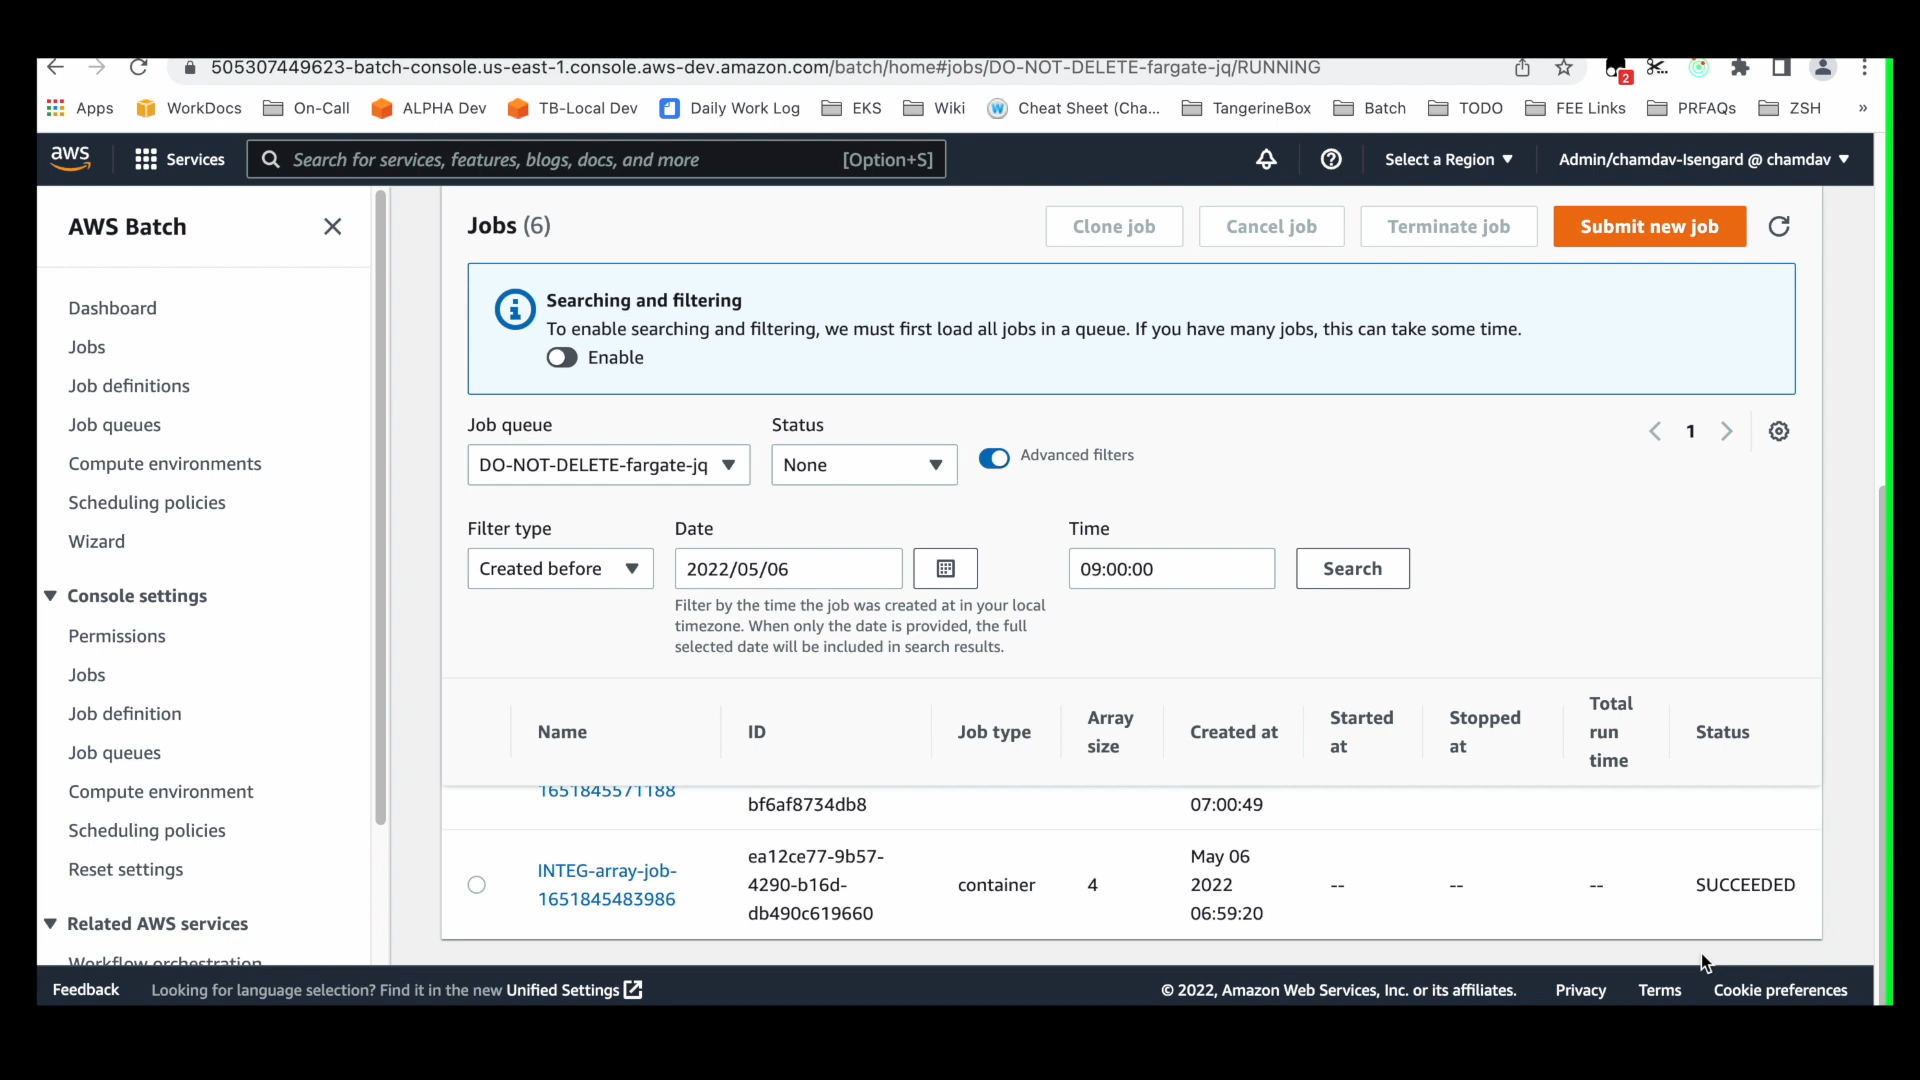 505307449623-batch-console.us-east-1.console.aws-dev.amazon.com/batch/home#jobs/DO-NOT-DELETE-fargate-jq/RUNNING
2
Apps WorkDocs On-Call ALPHA Dev TB-Local Dev Daily Work Log EKS Wiki Cheat Sheet (Cha... TangerineBox Batch TODO FEE Links PRFAQs ZSH »
aws Services Search for services, features, blogs, docs, and more [Option+S] Select a Region Admin/chamdav-Isengard @ chamdav
AWS Batch
Dashboard
Jobs
Job definitions
Job queues
Compute environments
Scheduling policies
Wizard
Console settings
Permissions
Jobs
Job definition
Job queues
Compute environment
Scheduling policies
Reset settings
Related AWS services
Workflow orchestration
Jobs (6)
Clone job Cancel job Terminate job Submit new job
Searching and filtering
To enable searching and filtering, we must first load all jobs in a queue. If you have many jobs, this can take some time.
Enable
Job queue Status
DO-NOT-DELETE-fargate-jq None Advanced filters
1
Filter type Date Time
Created before 2022/05/06 09:00:00 Search
Filter by the time the job was created at in your local
timezone. When only the date is provided, the full
selected date will be included in search results.
Name ID Job type Array size Created at Started at Stopped at Total run time Status
1651845571188 bf6af8734db8 07:00:49
INTEG-array-job-
1651845483986
ea12ce77-9b57-
4290-b16d-
db490c619660
container 4
May 06
2022
06:59:20
-- -- -- SUCCEEDED
Feedback Looking for language selection? Find it in the new Unified Settings © 2022, Amazon Web Services, Inc. or its affiliates. Privacy Terms Cookie preferences